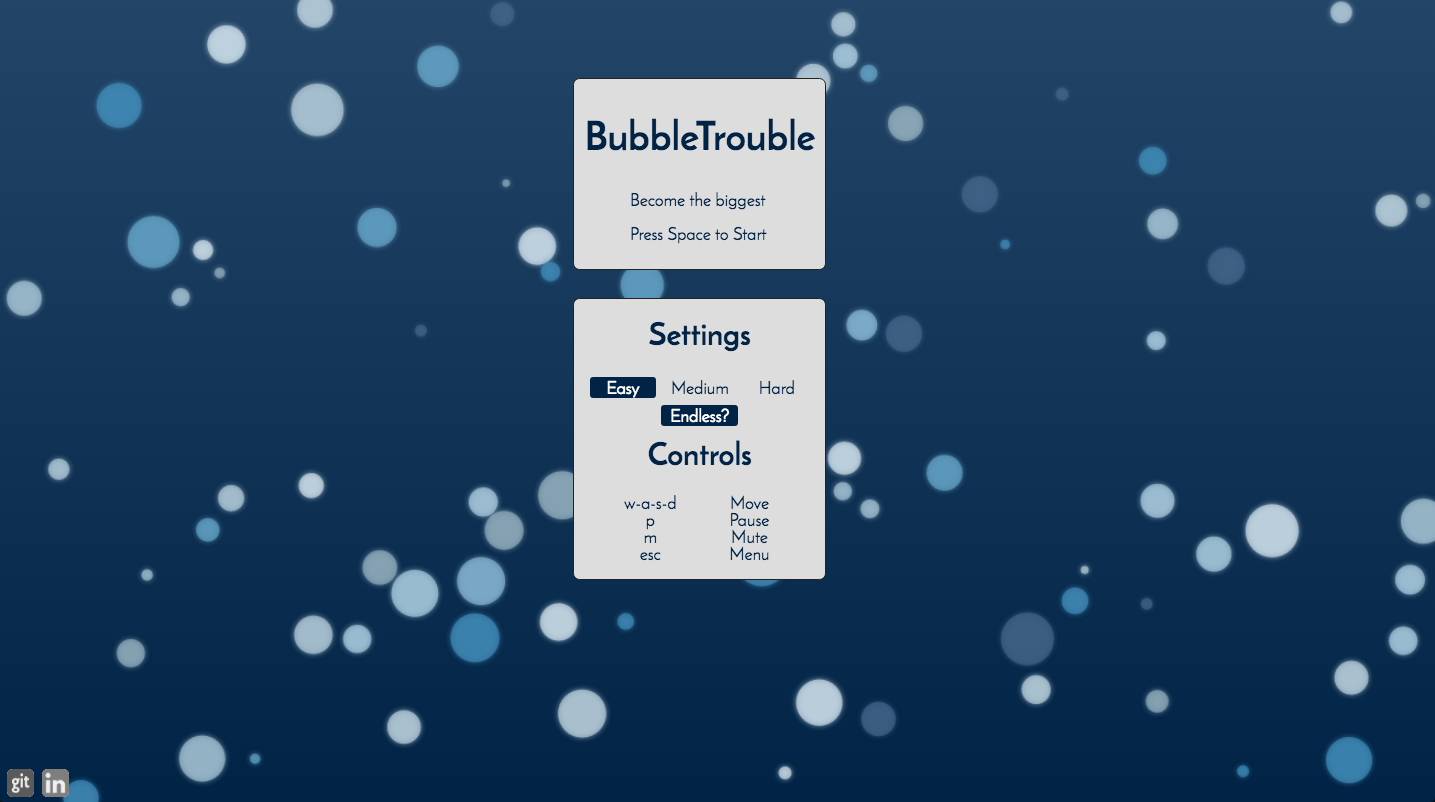 BubbleTrouble
Become the biggest
Press Space to Start
Settings
Easy Medium Hard
Endless?
Controls
w-a-s-d Move
p Pause
m Mute
esc Menu
git in